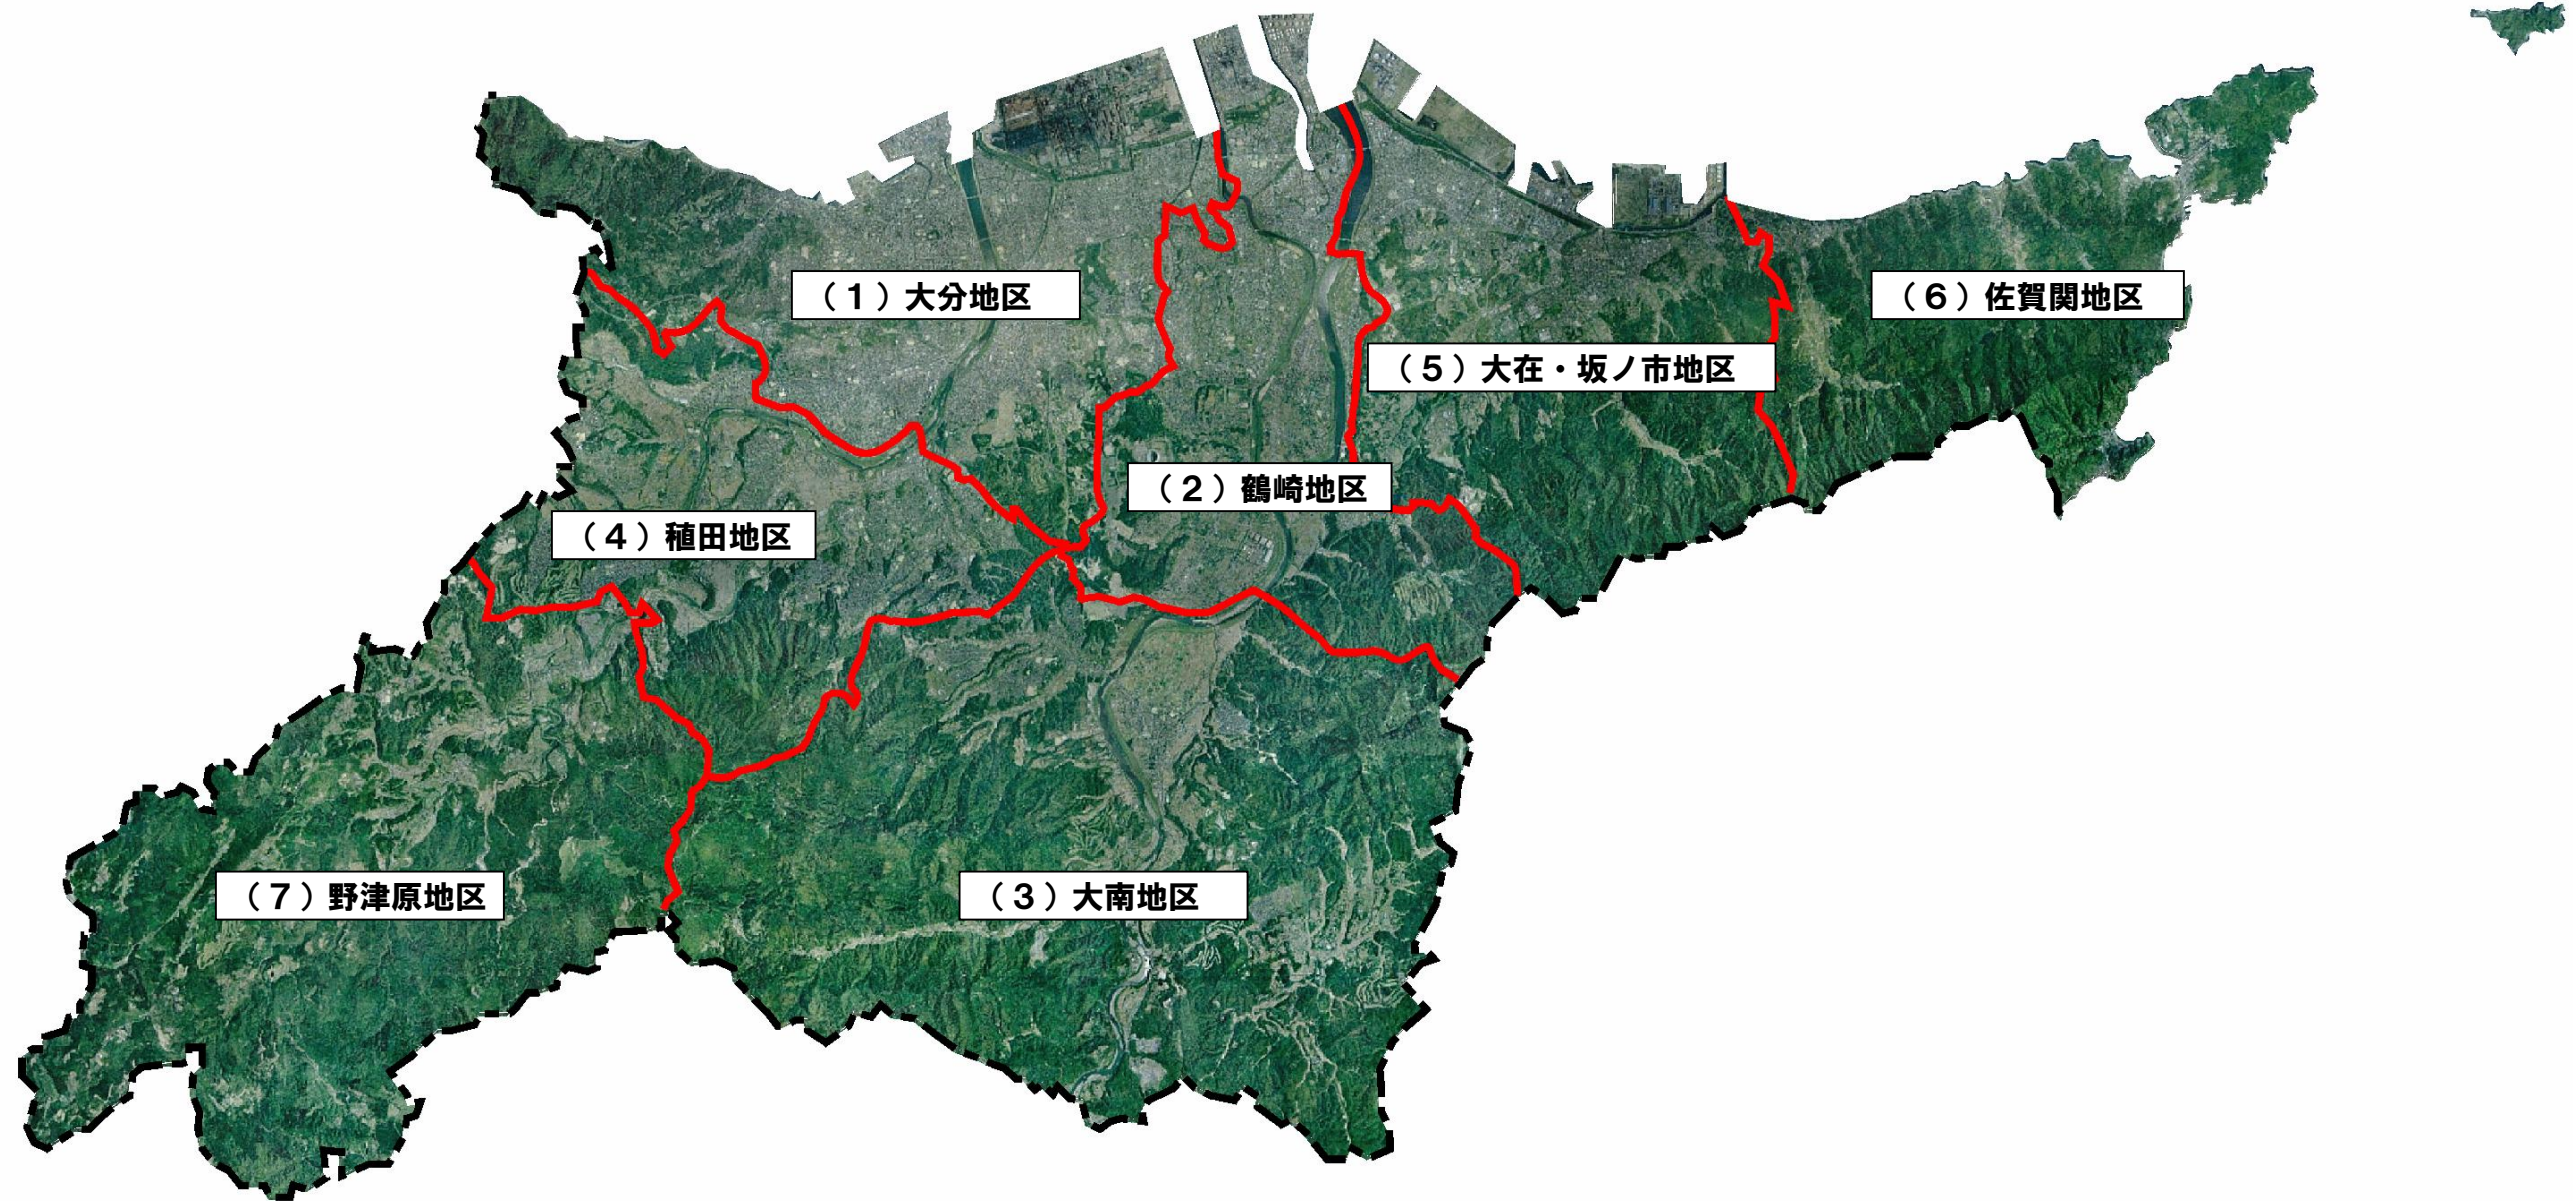 （１）大分地区
（６）佐賀関地区
（５）大在・坂ノ市地区
（２）鶴崎地区
（４）稙田地区
（７）野津原地区
（３）大南地区